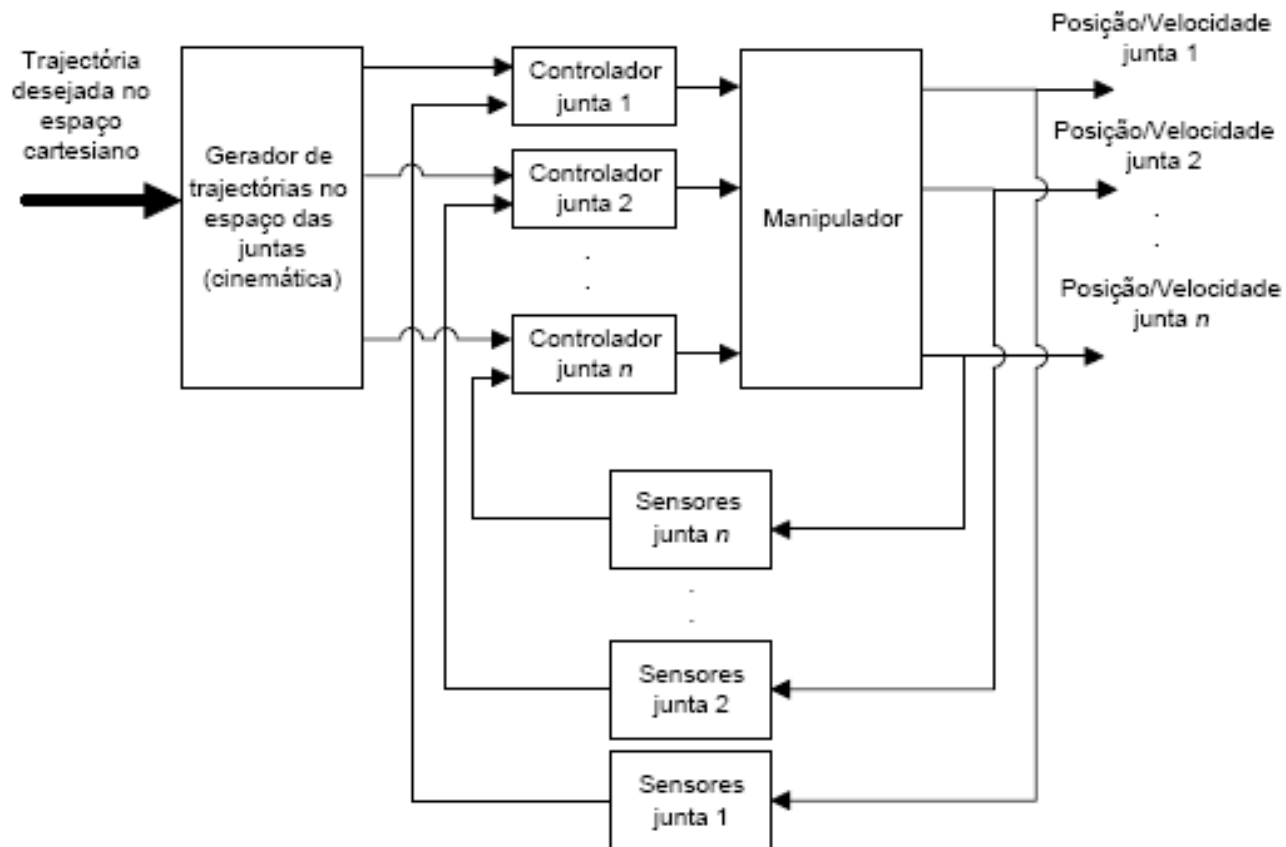 Trajectória
desejada no
espaço
cartesiano
Gerador de
trajectórias no
espaço das
juntas
(cinemática)
Controlador
junta 1
Controlador
junta 2
.
.
Controlador
junta n
Manipulador
Posição/Velocidade
junta 1
Posição/Velocidade
junta 2
.
.
Posição/Velocidade
junta n
Sensores
junta n
.
.
Sensores
junta 2
Sensores
junta 1